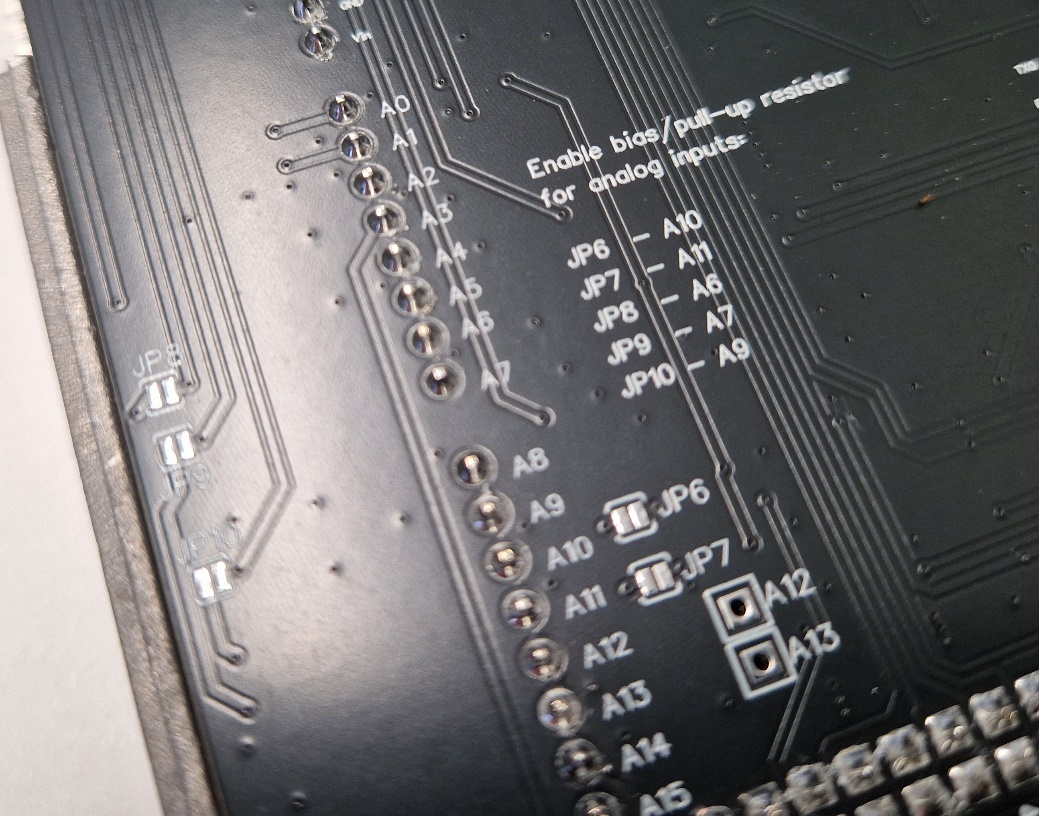 Vin
A0
A1
A2
A3
A4
A5
A6
A7
Enable bias/pull-up resistor
for analog inputs:
JP6 – A10
JP7 – A11
JP8 – A6
JP9 – A7
JP10 – A9
JP8
JP9
JP10
A8
A9
A10
A11
A12
A13
A14
A15
JP6
JP7
A12
A13